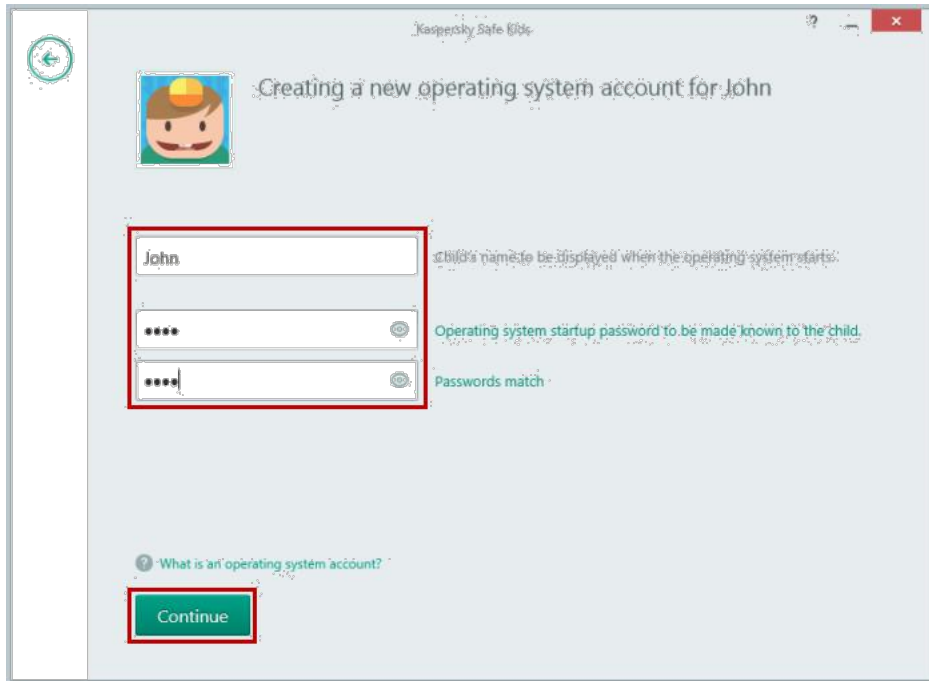 Kaspersky Safe Kids
Creating a new operating system account for John
John
Child's name to be displayed when the operating system starts.
Operating system startup password to be made known to the child.
Passwords match
What is an operating system account?
Continue